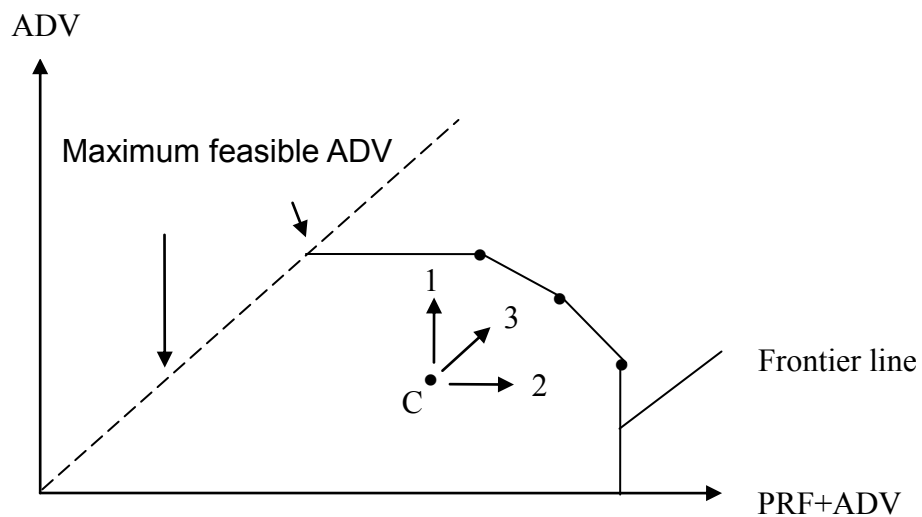 ADV
Maximum feasible ADV
1
3
C
2
Frontier line
PRF+ADV